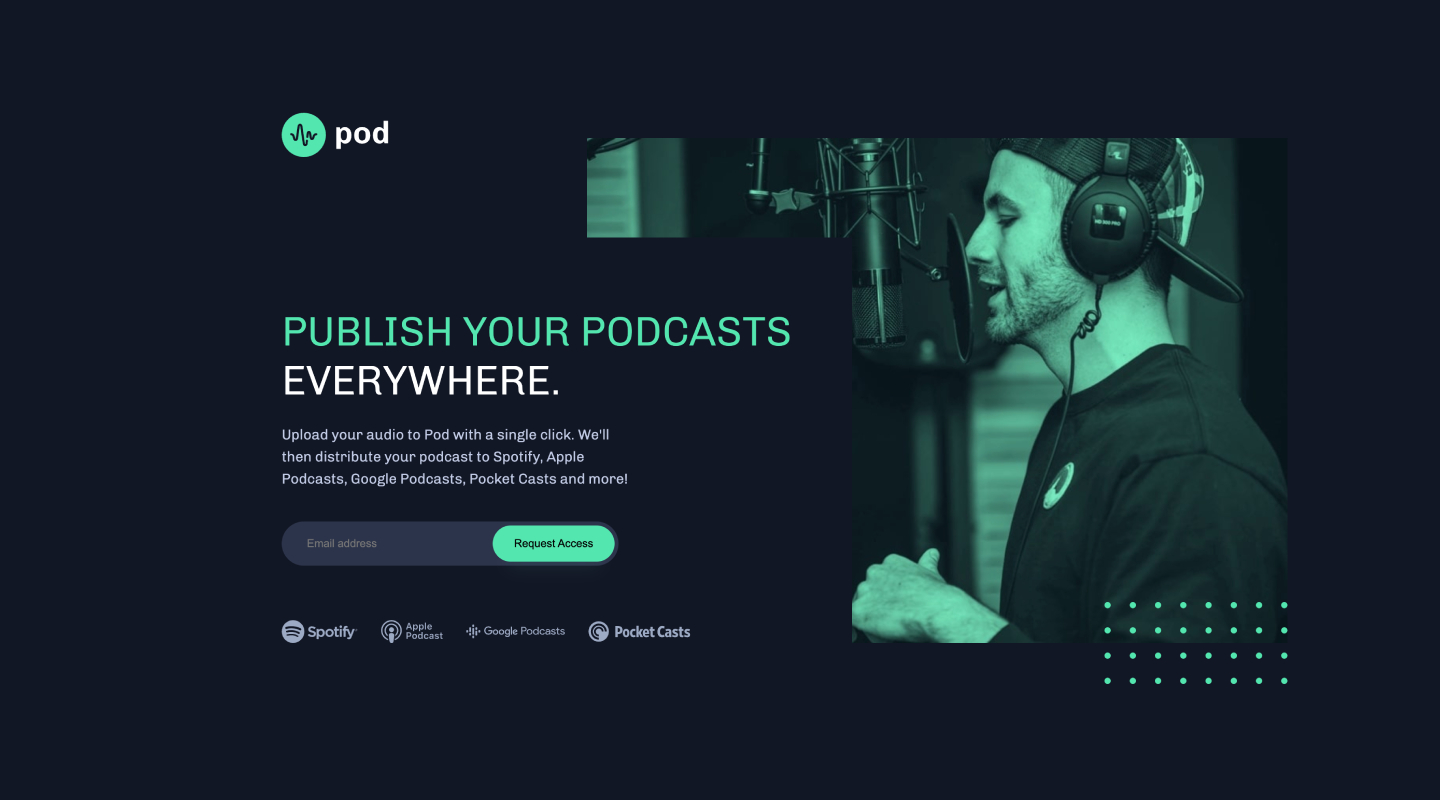 pod
PUBLISH YOUR PODCASTS
EVERYWHERE.
Upload your audio to Pod with a single click. We'll
then distribute your podcast to Spotify, Apple
Podcasts, Google Podcasts, Pocket Casts and more!
Email address
Request Access
Spotify
Apple
Podcast
Google Podcasts
Pocket Casts